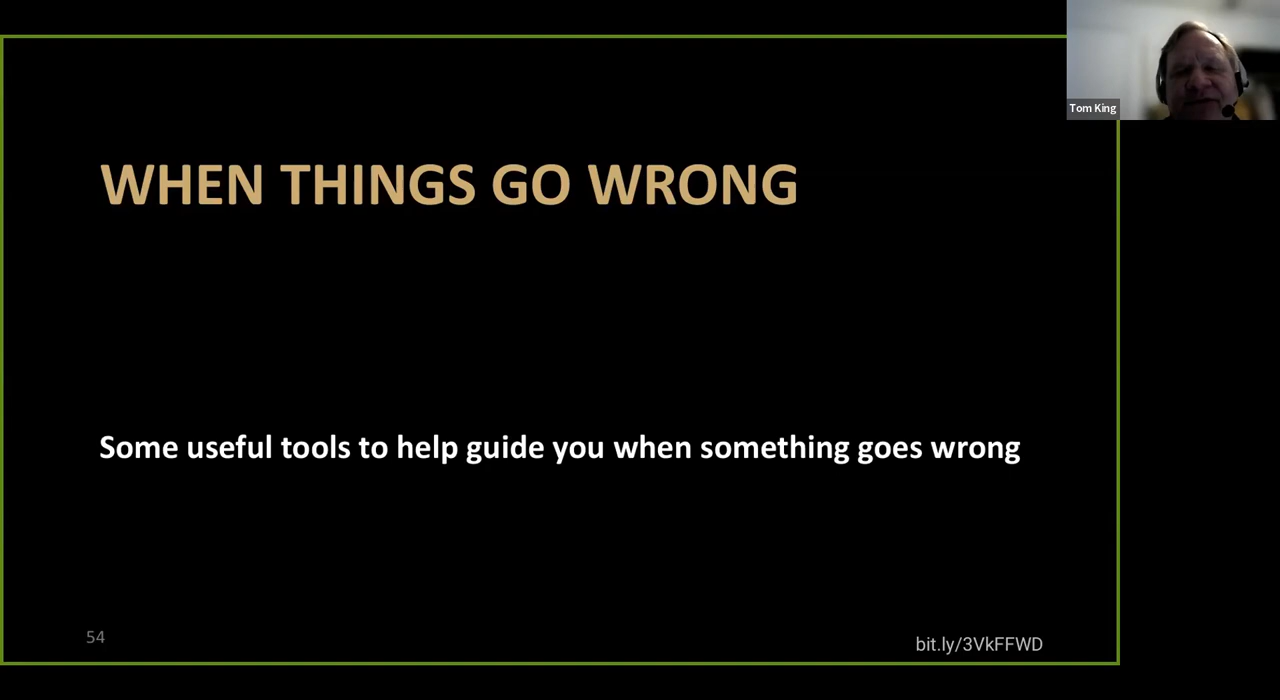 Tom King
WHEN THINGS GO WRONG
Some useful tools to help guide you when something goes wrong
54
bit.ly/3VkFFWD